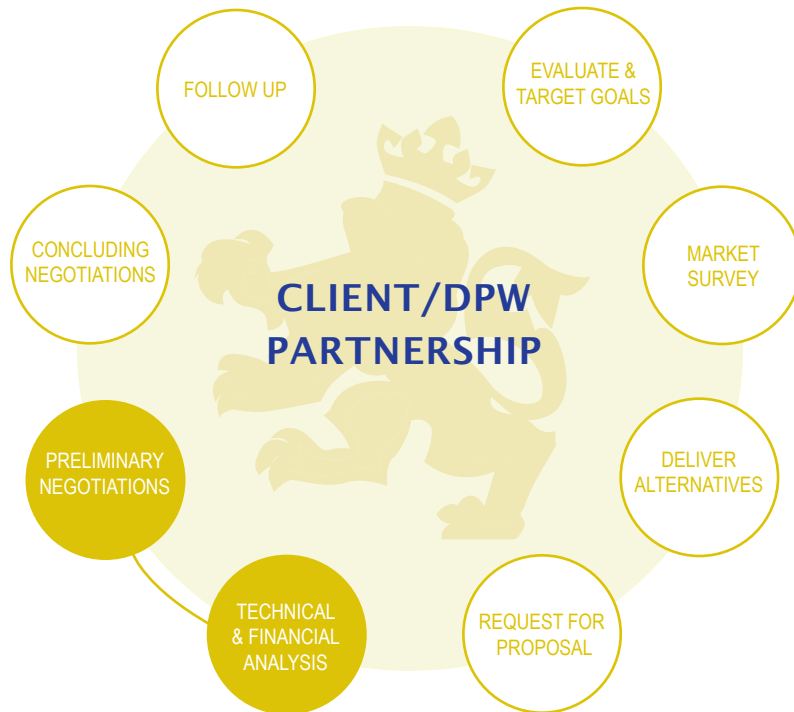 FOLLOW UP
EVALUATE &
TARGET GOALS
CONCLUDING
NEGOTIATIONS
MARKET
SURVEY
CLIENT/DPW
PARTNERSHIP
PRELIMINARY
NEGOTIATIONS
DELIVER
ALTERNATIVES
TECHNICAL
& FINANCIAL
ANALYSIS
REQUEST FOR
PROPOSAL